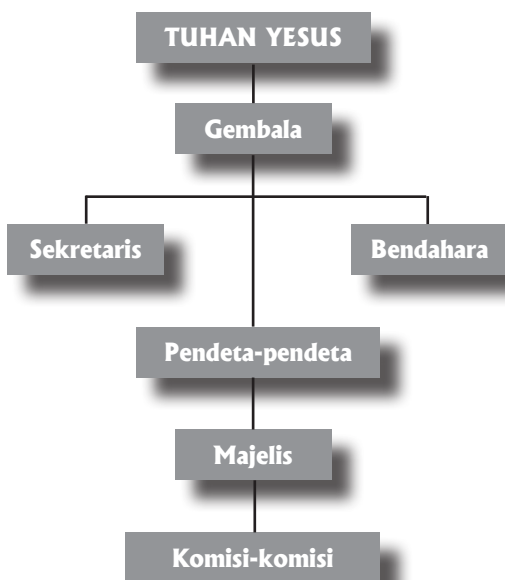 TUHAN YESUS
Gembala
Sekretaris
Bendahara
Pendeta-pendeta
Majelis
Komisi-komisi